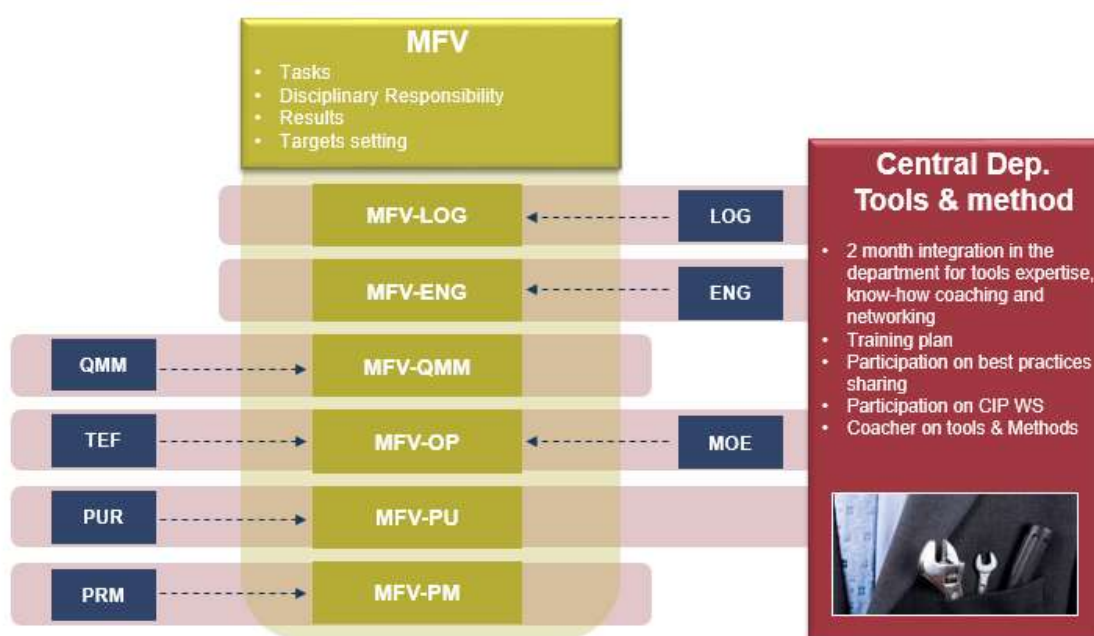 MFV
• Tasks
• Disciplinary Responsibility
• Results
• Targets setting
Central Dep.
Tools & method
• 2 month integration in the
department for tools expertise,
know-how coaching and
networking
• Training plan
• Participation on best practices
sharing
• Participation on CIP WS
• Coacher on tools & Methods
MFV-LOG
LOG
MFV-ENG
ENG
QMM
MFV-QMM
TEF
MFV-OP
MOE
PUR
MFV-PU
PRM
MFV-PM